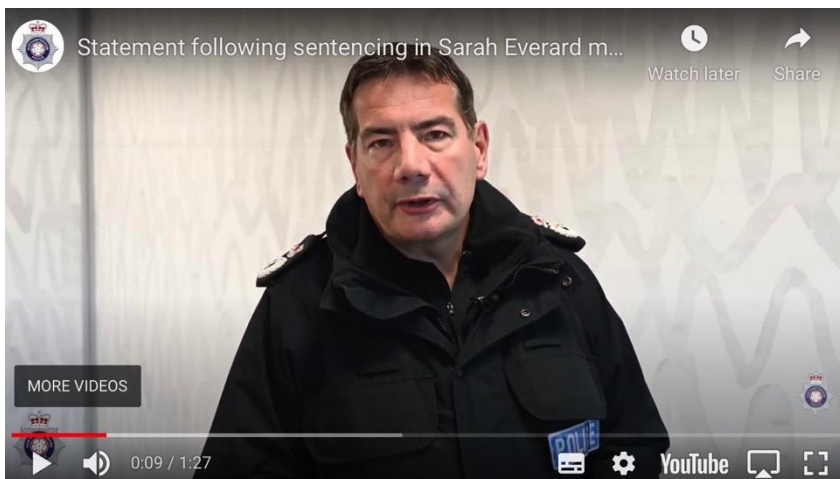 Statement following sentencing in Sarah Everard m...
Watch later
Share
MORE VIDEOS
POLICE
0:09 / 1:27
YouTube